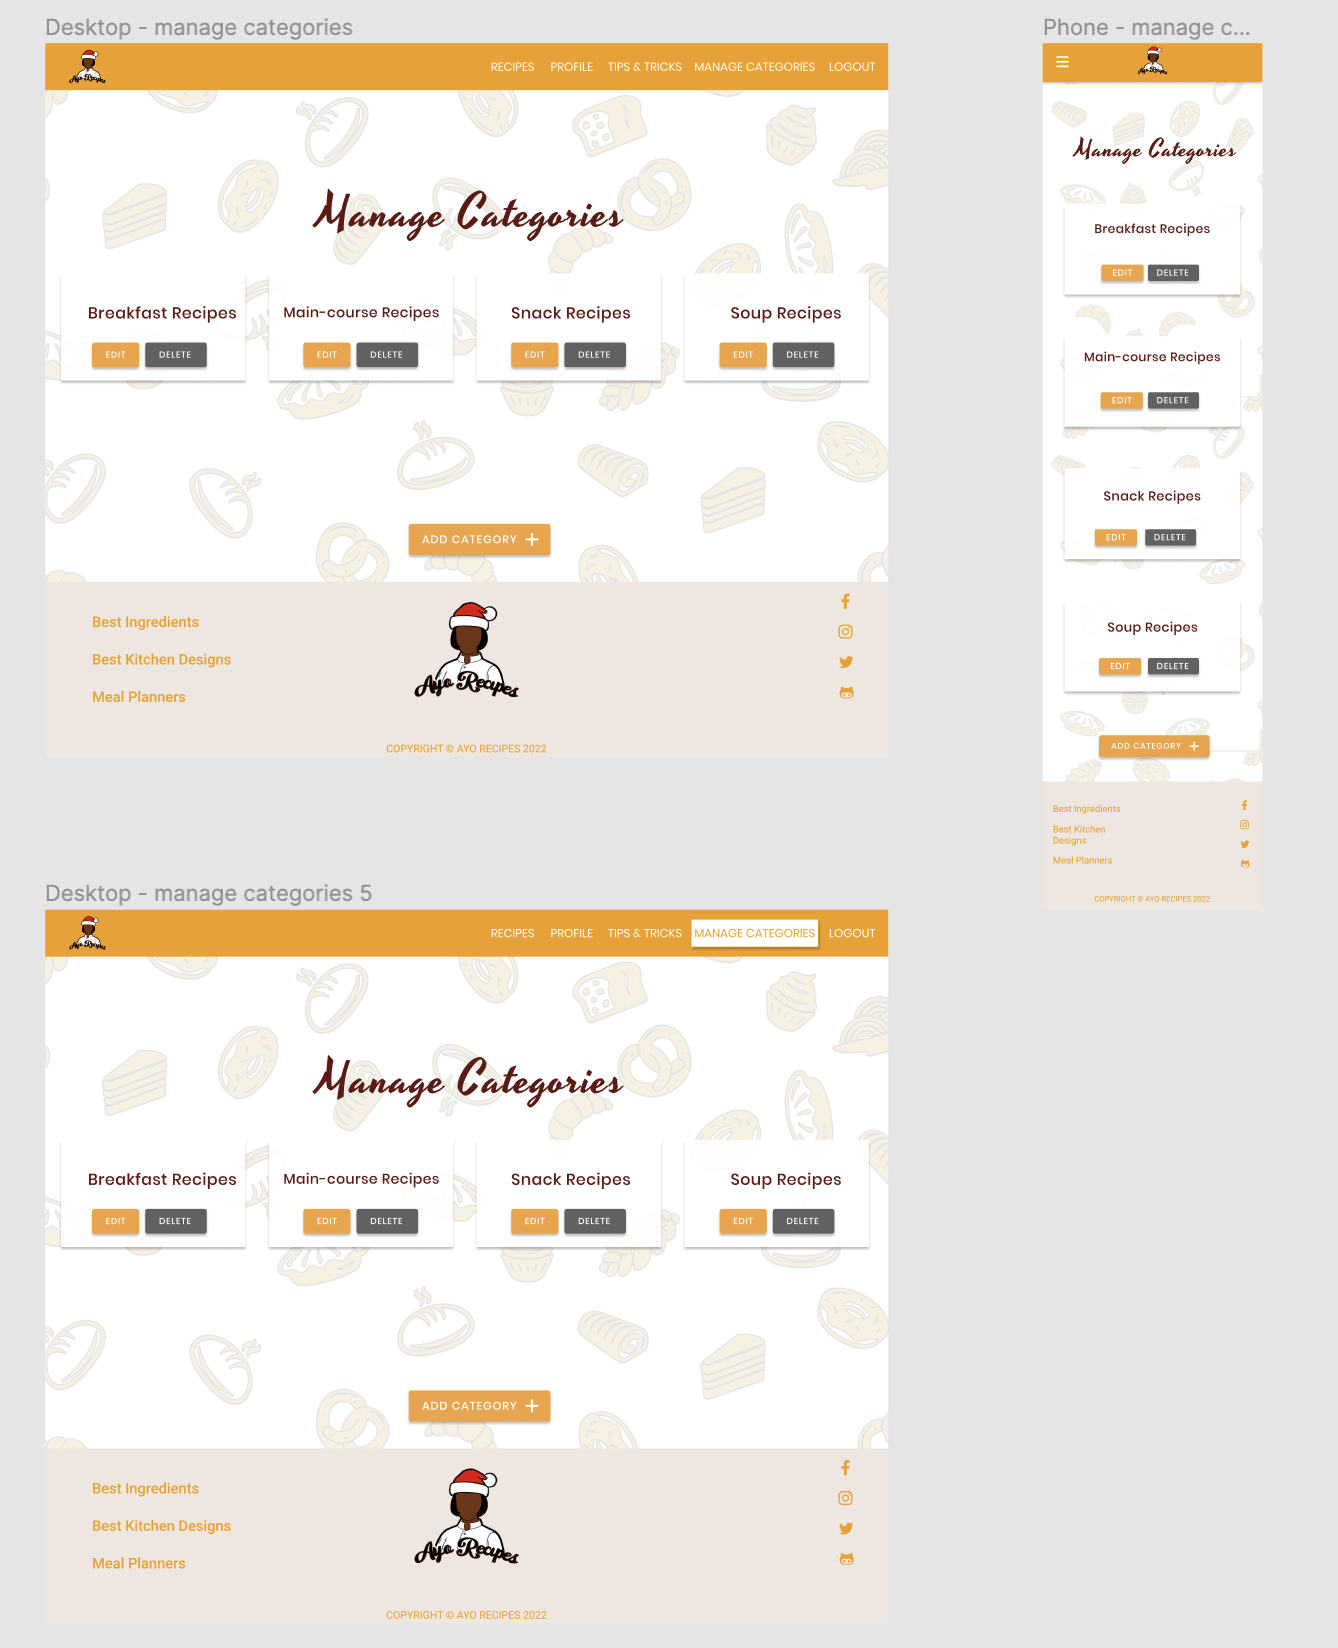 Desktop - manage categories
Ayo Recipes
RECIPES PROFILE TIPS & TRICKS MANAGE CATEGORIES LOGOUT
Manage Categories
Breakfast Recipes
EDIT DELETE
Main-course Recipes
EDIT DELETE
Snack Recipes
EDIT DELETE
Soup Recipes
EDIT DELETE
ADD CATEGORY
Best Ingredients
Best Kitchen Designs
Meal Planners
Ayo Recipes
COPYRIGHT © AYO RECIPES 2022
Phone - manage c...
Ayo Recipes
Manage Categories
Breakfast Recipes
EDIT DELETE
Main-course Recipes
EDIT DELETE
Snack Recipes
EDIT DELETE
Soup Recipes
EDIT DELETE
ADD CATEGORY
Best Ingredients
Best Kitchen
Designs
Meal Planners
COPYRIGHT © AYO RECIPES 2022
Desktop - manage categories 5
Ayo Recipes
RECIPES PROFILE TIPS & TRICKS MANAGE CATEGORIES LOGOUT
Manage Categories
Breakfast Recipes
EDIT DELETE
Main-course Recipes
EDIT DELETE
Snack Recipes
EDIT DELETE
Soup Recipes
EDIT DELETE
ADD CATEGORY
Best Ingredients
Best Kitchen Designs
Meal Planners
Ayo Recipes
COPYRIGHT © AYO RECIPES 2022